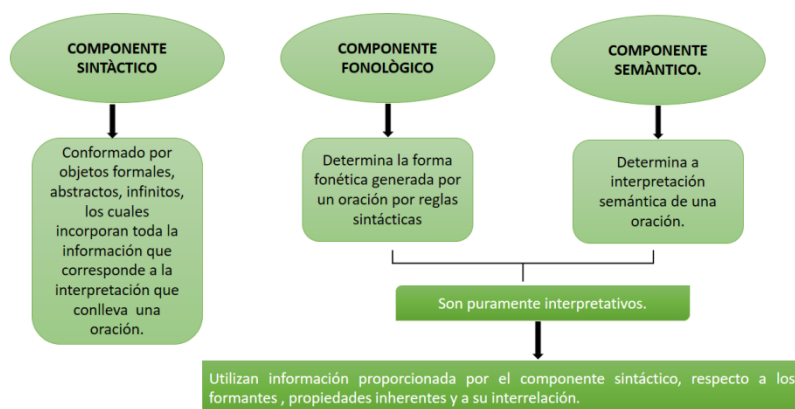 COMPONENTE
SINTÀCTICO
Conformado por
objetos formales,
abstractos, infinitos,
los cuales
incorporan toda la
información que
corresponde a la
interpretación que
conlleva una
oración.
COMPONENTE
FONOLÒGICO
Determina la forma
fonética generada por
un oración por reglas
sintácticas
COMPONENTE
SEMÀNTICO.
Determina a
interpretación
semántica de una
oración.
Son puramente interpretativos.
Utilizan información proporcionada por el componente sintáctico, respecto a los
formantes , propiedades inherentes y a su interrelación.